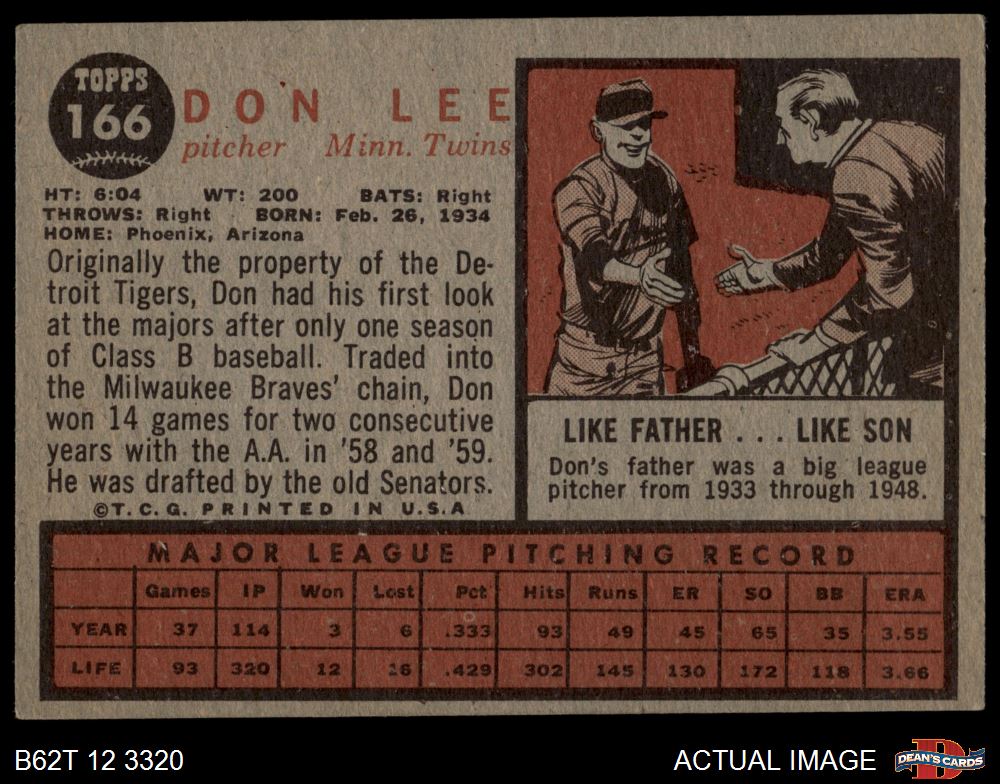 TOPPS
166
DON LEE
pitcher Minn. Twins
HT: 6:04 WT: 200 BATS: Right
THROWS: Right BORN: Feb. 26, 1934
HOME: Phoenix, Arizona
Originally the property of the De-
troit Tigers, Don had his first look
at the majors after only one season
of Class B baseball. Traded into
the Milwaukee Braves' chain, Don
won 14 games for two consecutive
years with the A.A. in '58 and '59.
He was drafted by the old Senators.
©T.C.G. PRINTED IN U.S.A
LIKE FATHER . . . LIKE SON
Don's father was a big league
pitcher from 1933 through 1948.
MAJOR LEAGUE PITCHING RECORD
Games IP Won Lost Pct Hits Runs ER SO BB ERA
YEAR 37 114 3 6 .333 93 49 45 65 35 3.55
LIFE 93 320 12 16 .429 302 145 130 172 118 3.66
B62T 12 3320
ACTUAL IMAGE
D
DEAN'S CARDS